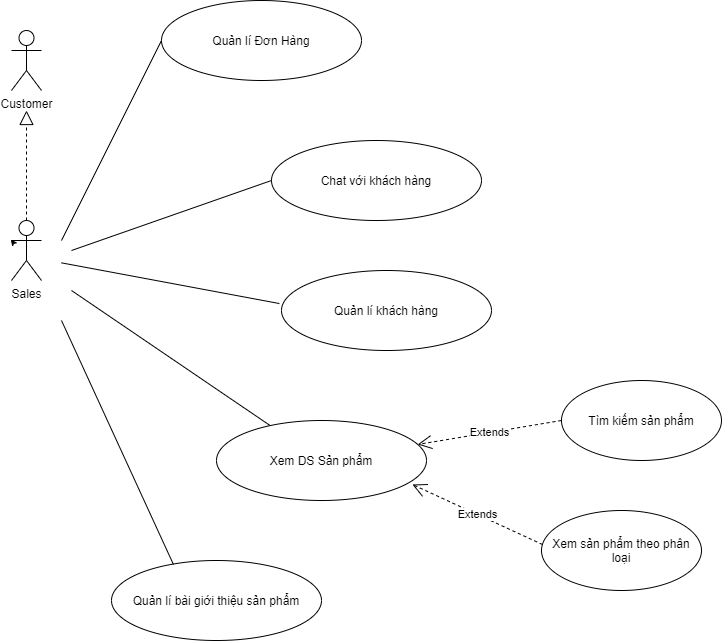 Quản lí Đơn Hàng
Customer
Chat với khách hàng
Sales
Quản lí khách hàng
Tìm kiếm sản phẩm
Extends
Xem DS Sản phẩm
Extends
Xem sản phẩm theo phân
loại
Quản lí bài giới thiệu sản phẩm